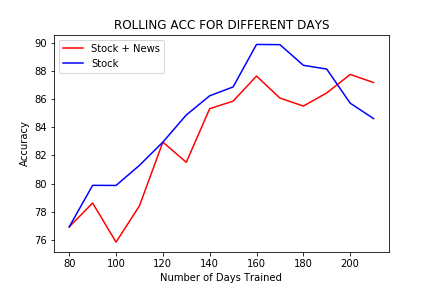 ROLLING ACC FOR DIFFERENT DAYS
Stock + News
Stock
Accuracy
90
88
86
84
82
80
78
76
80 100 120 140 160 180 200
Number of Days Trained